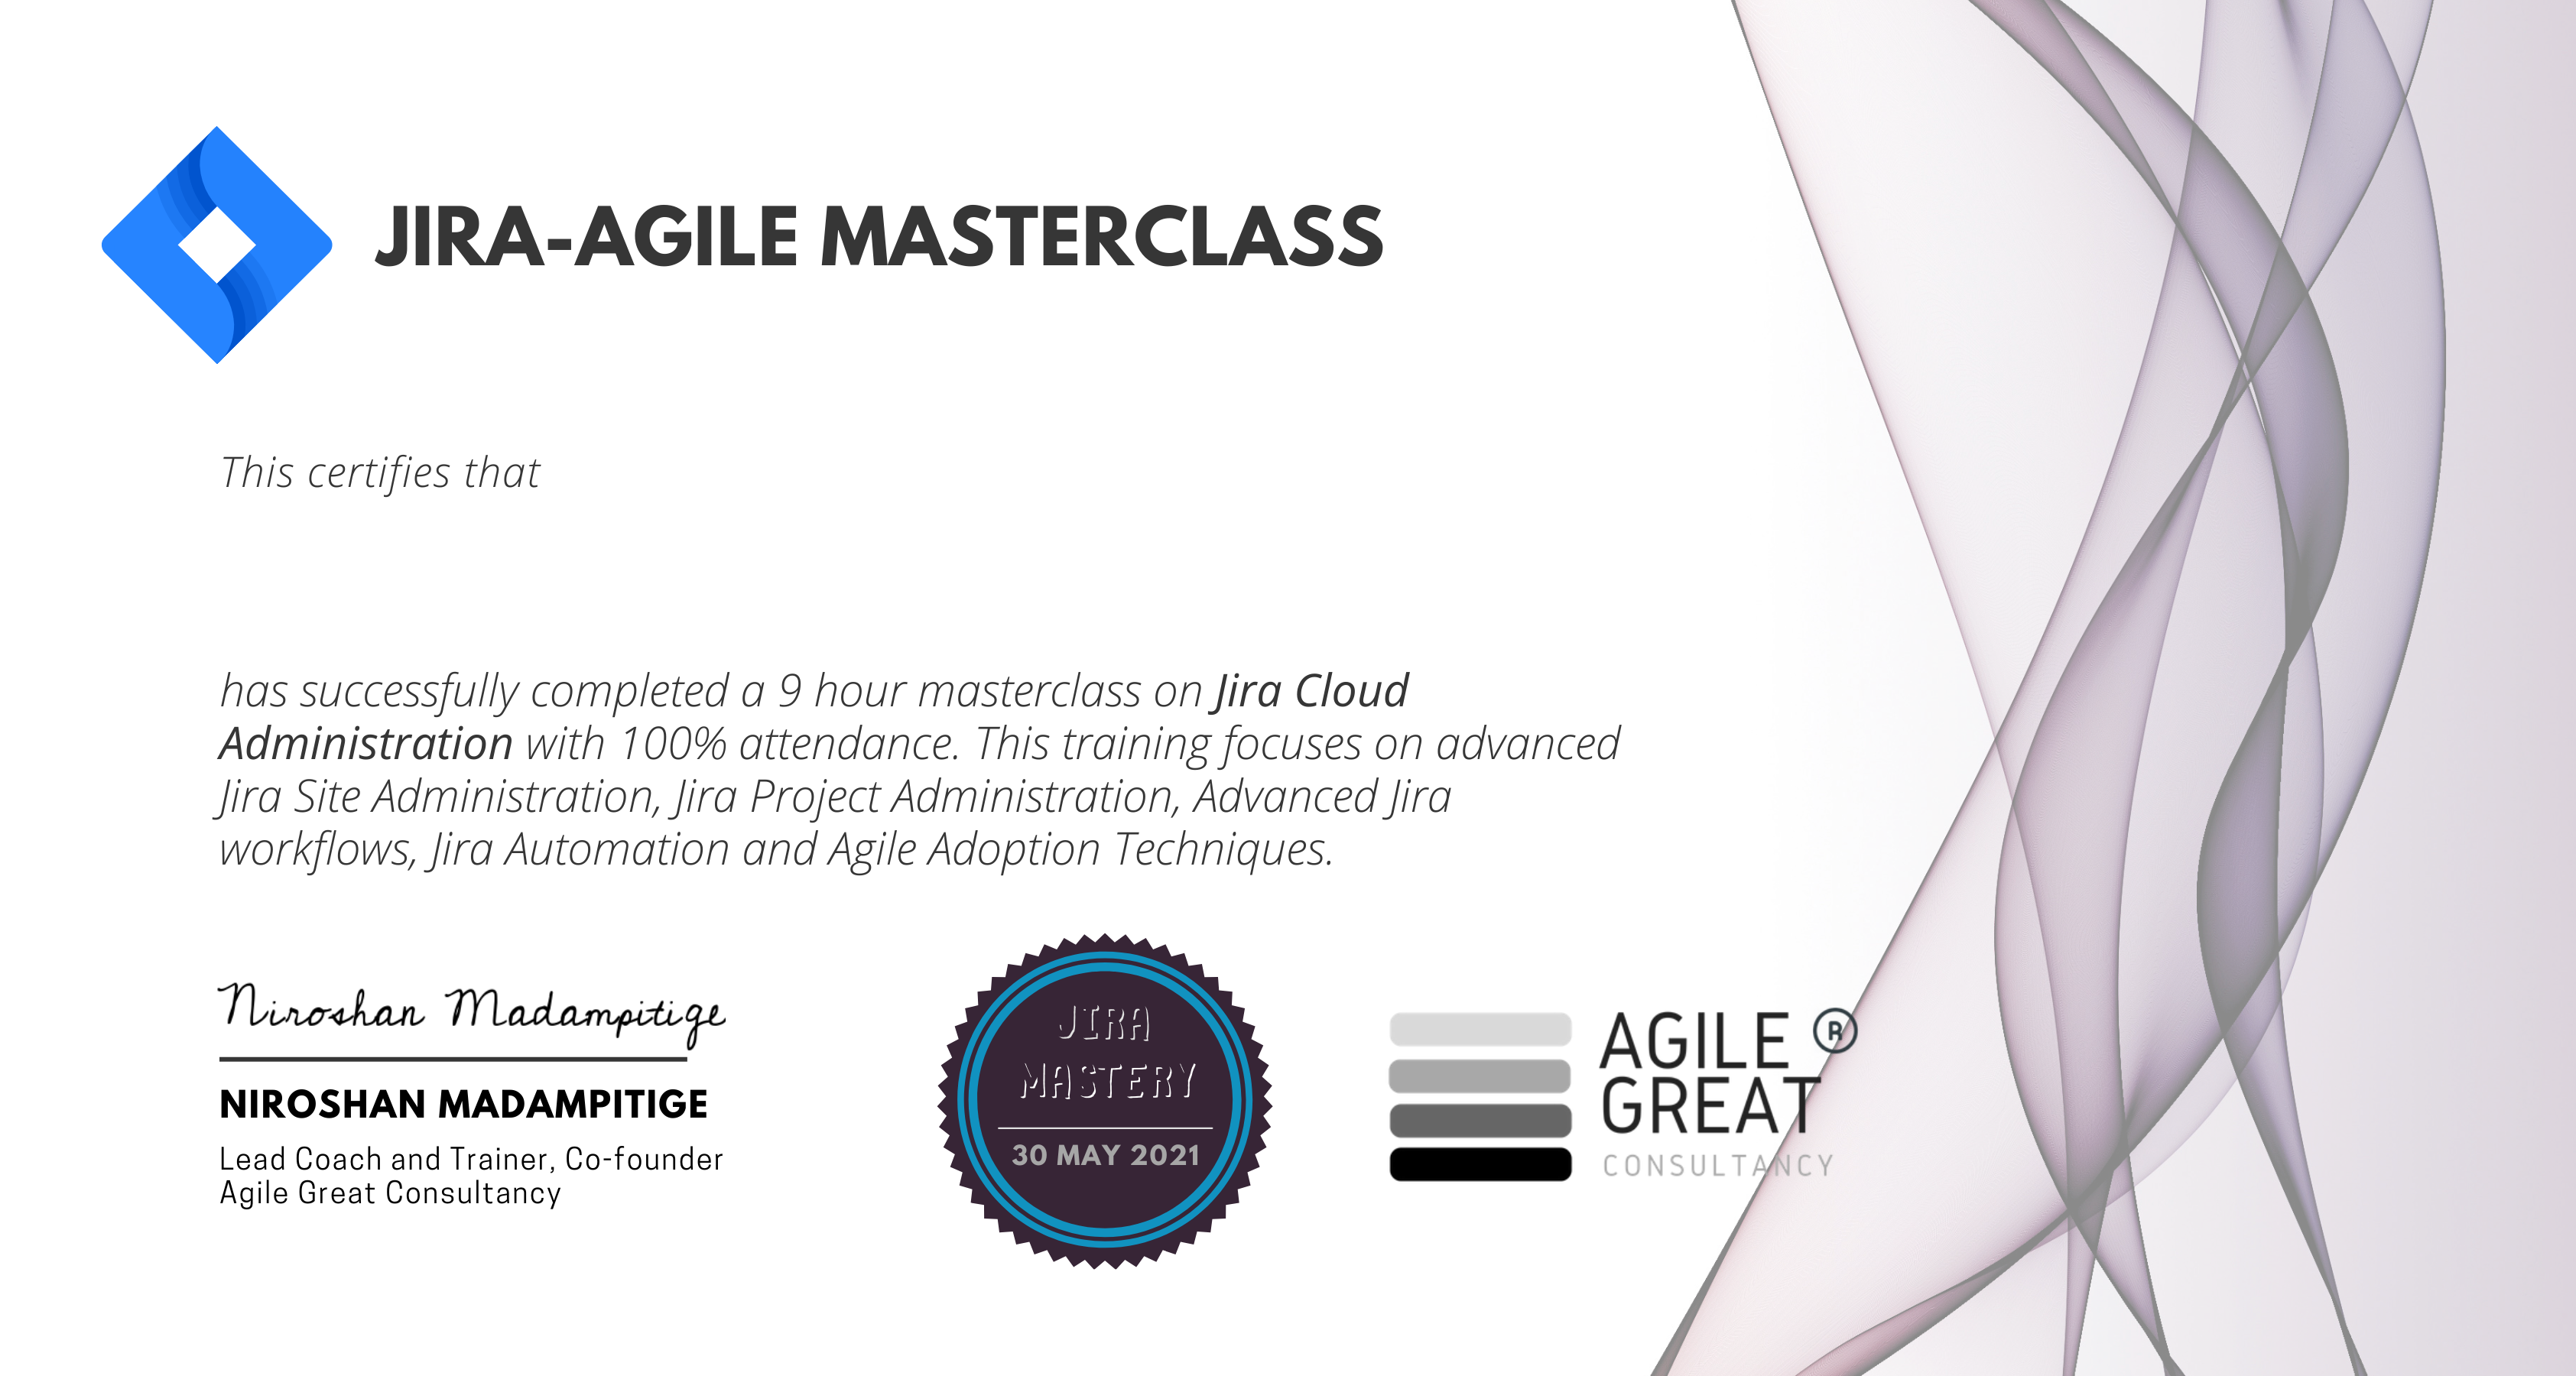 JIRA-AGILE MASTERCLASS
This certifies that
has successfully completed a 9 hour masterclass on Jira Cloud
Administration with 100% attendance. This training focuses on advanced
Jira Site Administration, Jira Project Administration, Advanced Jira
workflows, Jira Automation and Agile Adoption Techniques.
Niroshan Madampitige
NIROSHAN MADAMPITIGE
Lead Coach and Trainer, Co-founder
Agile Great Consultancy
JIRA
MASTERY
30 MAY 2021
AGILE ®
GREAT
CONSULTANCY